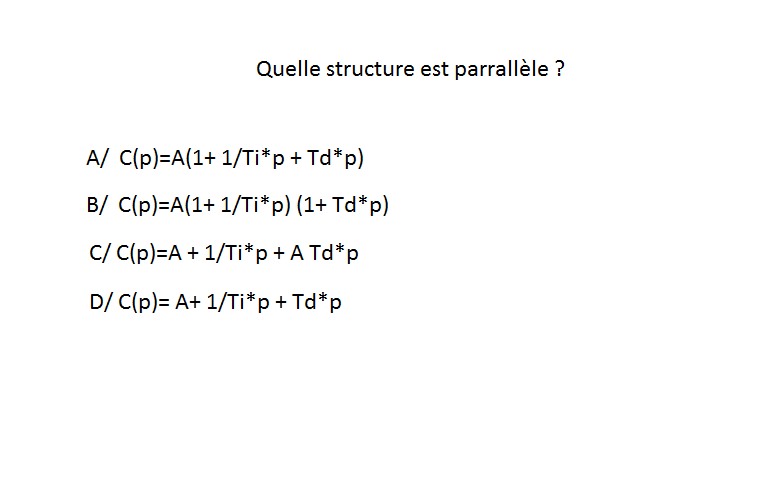 Quelle structure est parrallèle ?
A/ C(p)=A(1+ 1/Ti*p + Td*p)
B/ C(p)=A(1+ 1/Ti*p) (1+ Td*p)
C/ C(p)=A + 1/Ti*p + A Td*p
D/ C(p)= A+ 1/Ti*p + Td*p